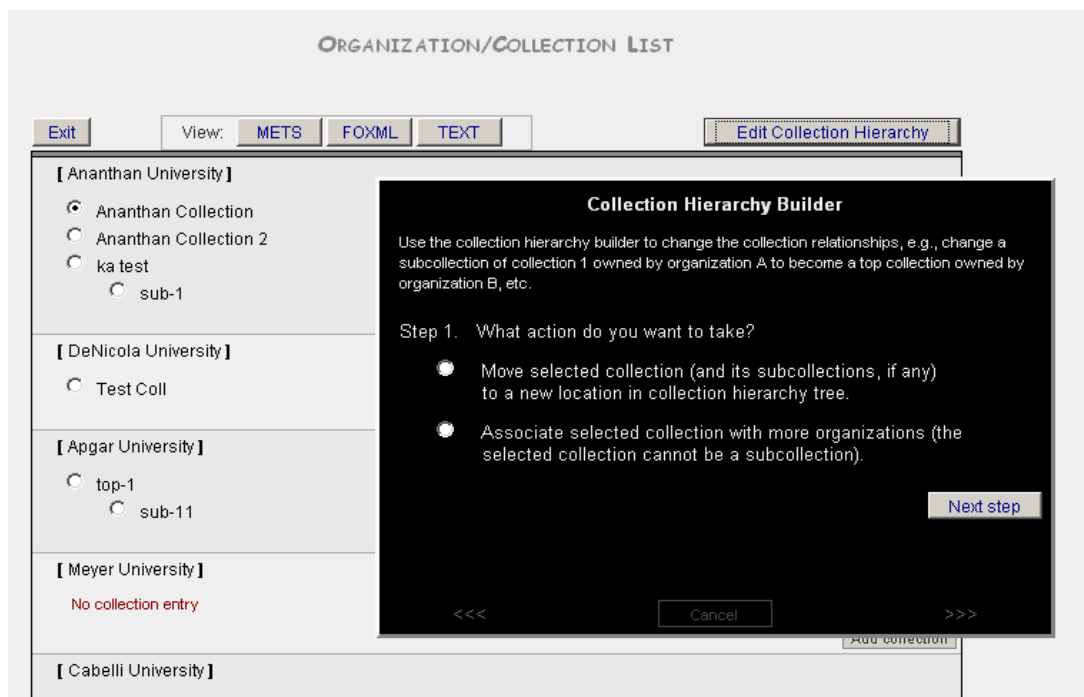 ORGANIZATION/COLLECTION LIST
Exit View: METS FOXML TEXT Edit Collection Hierarchy
[ Ananthan University ]
Ananthan Collection
Ananthan Collection 2
ka test
sub-1
[ DeNicola University ]
Test Coll
[ Apgar University ]
top-1
sub-11
[ Meyer University ]
No collection entry
Add collection
[ Cabelli University ]
Collection Hierarchy Builder
Use the collection hierarchy builder to change the collection relationships, e.g., change a
subcollection of collection 1 owned by organization A to become a top collection owned by
organization B, etc.
Step 1. What action do you want to take?
Move selected collection (and its subcollections, if any)
to a new location in collection hierarchy tree.
Associate selected collection with more organizations (the
selected collection cannot be a subcollection).
Next step
<<< Cancel >>>